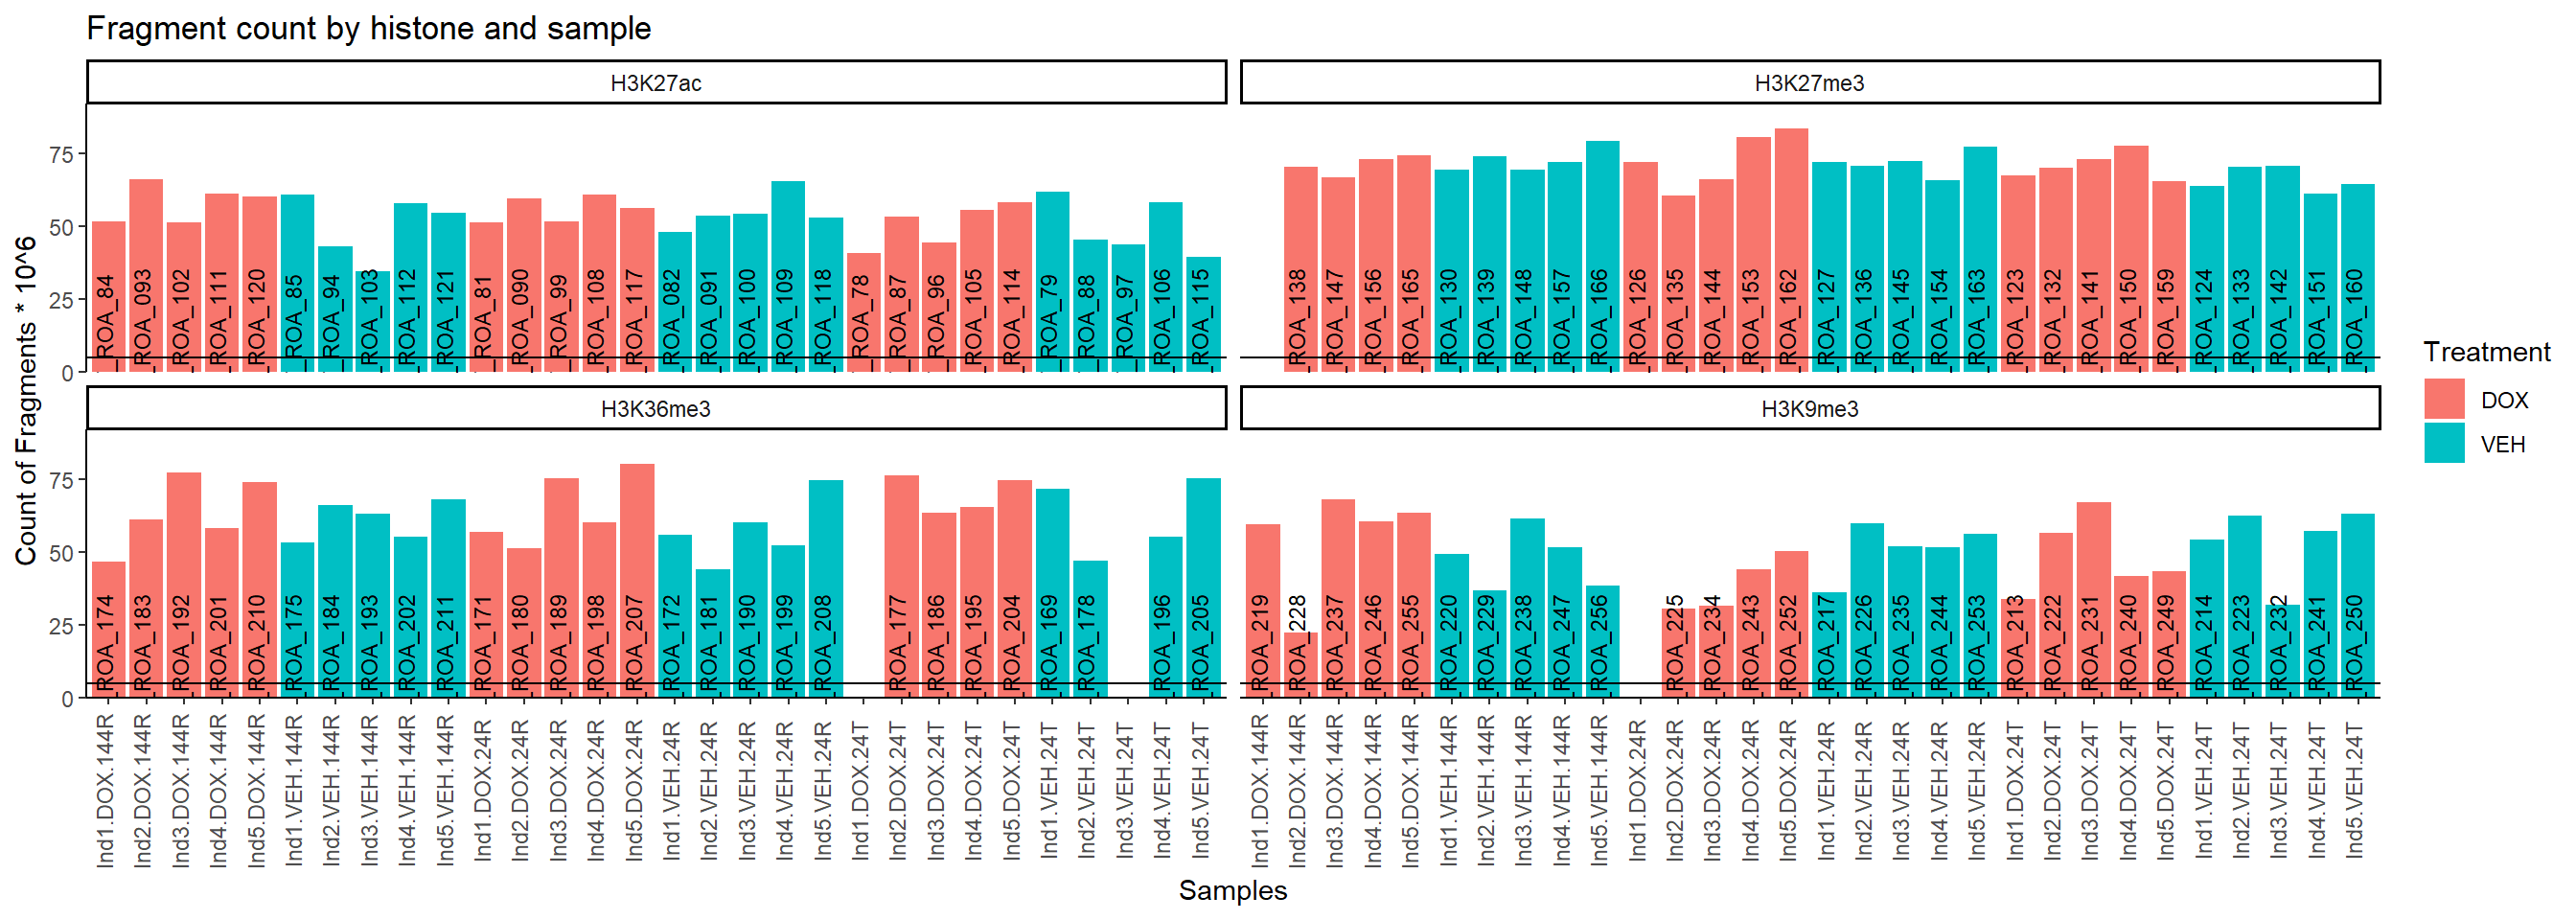 Fragment count by histone and sample
H3K27ac
H3K27me3
Count of Fragments * 10^6
75
50
25
0
ROA_84
ROA_093
ROA_102
ROA_111
ROA_120
ROA_85
ROA_94
ROA_103
ROA_112
ROA_121
ROA_81
ROA_090
ROA_99
ROA_108
ROA_117
ROA_082
ROA_091
ROA_100
ROA_109
ROA_118
ROA_78
ROA_87
ROA_96
ROA_105
ROA_114
ROA_79
ROA_88
ROA_97
ROA_106
ROA_115
ROA_138
ROA_147
ROA_156
ROA_165
ROA_130
ROA_139
ROA_148
ROA_157
ROA_166
ROA_126
ROA_135
ROA_144
ROA_153
ROA_162
ROA_127
ROA_136
ROA_145
ROA_154
ROA_163
ROA_123
ROA_132
ROA_141
ROA_150
ROA_159
ROA_124
ROA_133
ROA_142
ROA_151
ROA_160
H3K36me3
H3K9me3
75
50
25
0
ROA_174
ROA_183
ROA_192
ROA_201
ROA_210
ROA_175
ROA_184
ROA_193
ROA_202
ROA_211
ROA_171
ROA_180
ROA_189
ROA_198
ROA_207
ROA_172
ROA_181
ROA_190
ROA_199
ROA_208
ROA_177
ROA_186
ROA_195
ROA_204
ROA_169
ROA_178
ROA_196
ROA_205
ROA_219
ROA_228
ROA_237
ROA_246
ROA_255
ROA_220
ROA_229
ROA_238
ROA_247
ROA_256
ROA_225
ROA_234
ROA_243
ROA_252
ROA_217
ROA_226
ROA_235
ROA_244
ROA_253
ROA_213
ROA_222
ROA_231
ROA_240
ROA_249
ROA_214
ROA_223
ROA_232
ROA_241
ROA_250
Ind1.DOX.144R
Ind2.DOX.144R
Ind3.DOX.144R
Ind4.DOX.144R
Ind5.DOX.144R
Ind1.VEH.144R
Ind2.VEH.144R
Ind3.VEH.144R
Ind4.VEH.144R
Ind5.VEH.144R
Ind1.DOX.24R
Ind2.DOX.24R
Ind3.DOX.24R
Ind4.DOX.24R
Ind5.DOX.24R
Ind1.VEH.24R
Ind2.VEH.24R
Ind3.VEH.24R
Ind4.VEH.24R
Ind5.VEH.24R
Ind1.DOX.24T
Ind2.DOX.24T
Ind3.DOX.24T
Ind4.DOX.24T
Ind5.DOX.24T
Ind1.VEH.24T
Ind2.VEH.24T
Ind3.VEH.24T
Ind4.VEH.24T
Ind5.VEH.24T
Ind1.DOX.144R
Ind2.DOX.144R
Ind3.DOX.144R
Ind4.DOX.144R
Ind5.DOX.144R
Ind1.VEH.144R
Ind2.VEH.144R
Ind3.VEH.144R
Ind4.VEH.144R
Ind5.VEH.144R
Ind1.DOX.24R
Ind2.DOX.24R
Ind3.DOX.24R
Ind4.DOX.24R
Ind5.DOX.24R
Ind1.VEH.24R
Ind2.VEH.24R
Ind3.VEH.24R
Ind4.VEH.24R
Ind5.VEH.24R
Ind1.DOX.24T
Ind2.DOX.24T
Ind3.DOX.24T
Ind4.DOX.24T
Ind5.DOX.24T
Ind1.VEH.24T
Ind2.VEH.24T
Ind3.VEH.24T
Ind4.VEH.24T
Ind5.VEH.24T
Samples
Treatment
DOX
VEH